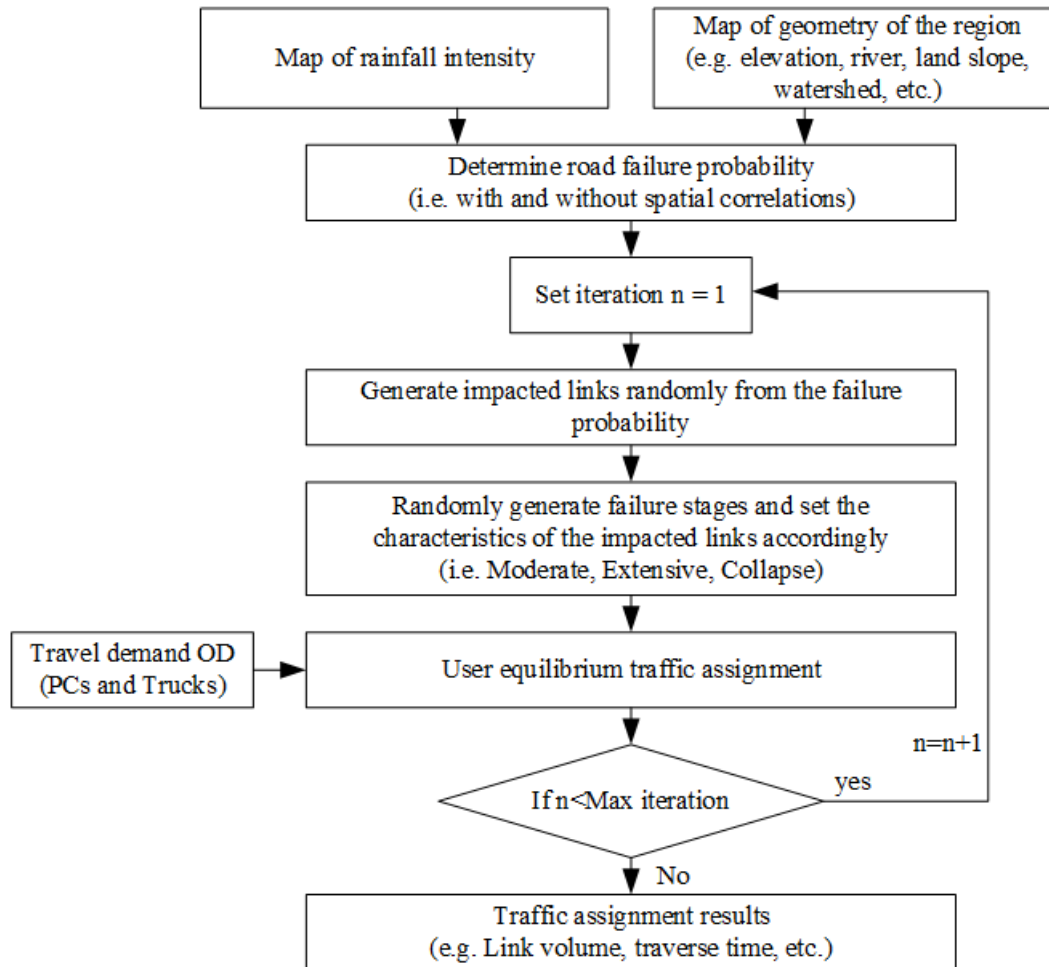 Map of rainfall intensity
Map of geometry of the region
(e.g. elevation, river, land slope,
watershed, etc.)
Determine road failure probability
(i.e. with and without spatial correlations)
Set iteration n = 1
Generate impacted links randomly from the failure
probability
Randomly generate failure stages and set the
characteristics of the impacted links accordingly
(i.e. Moderate, Extensive, Collapse)
Travel demand OD
(PCs and Trucks)
User equilibrium traffic assignment
n=n+1
If n<Max iteration
yes
No
Traffic assignment results
(e.g. Link volume, traverse time, etc.)